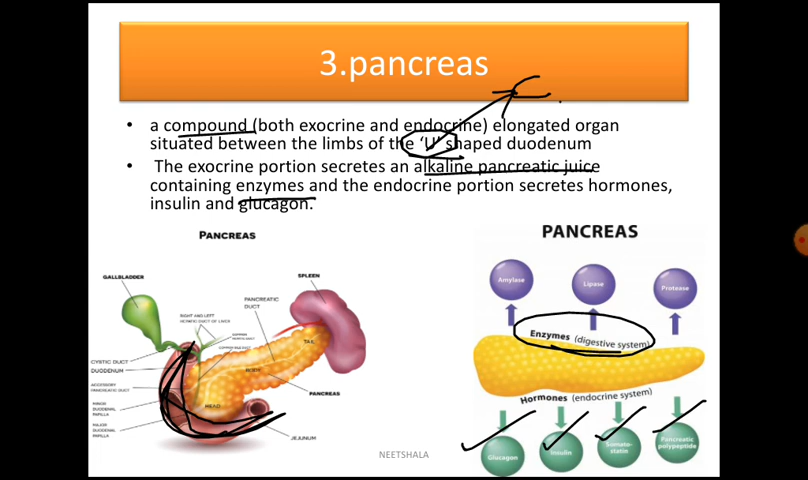 3.pancreas
• a compound (both exocrine and endocrine) elongated organ
situated between the limbs of the 'U' shaped duodenum
• The exocrine portion secretes an alkaline pancreatic juice
containing enzymes and the endocrine portion secretes hormones,
insulin and glucagon.
PANCREAS
GALLBLADDER
SPLEEN
PANCREATIC
DUCT
RIGHT AND LEFT
HEPATIC DUCT OF LIVER
TAIL
CYSTIC DUCT
DUODENUM
BODY
ACCESSORY
PANCREATIC DUCT
PANCREAS
HEAD
MINOR
DUODENAL
PAPILLA
MAJOR
DUODENAL
PAPILLA
JEJUNUM
PANCREAS
Amylase
Lipase
Protease
Enzymes (digestive system)
Hormones (endocrine system)
Glucagon
Insulin
Somato-
statin
Pancreatic
polypeptide
NEETSHALA